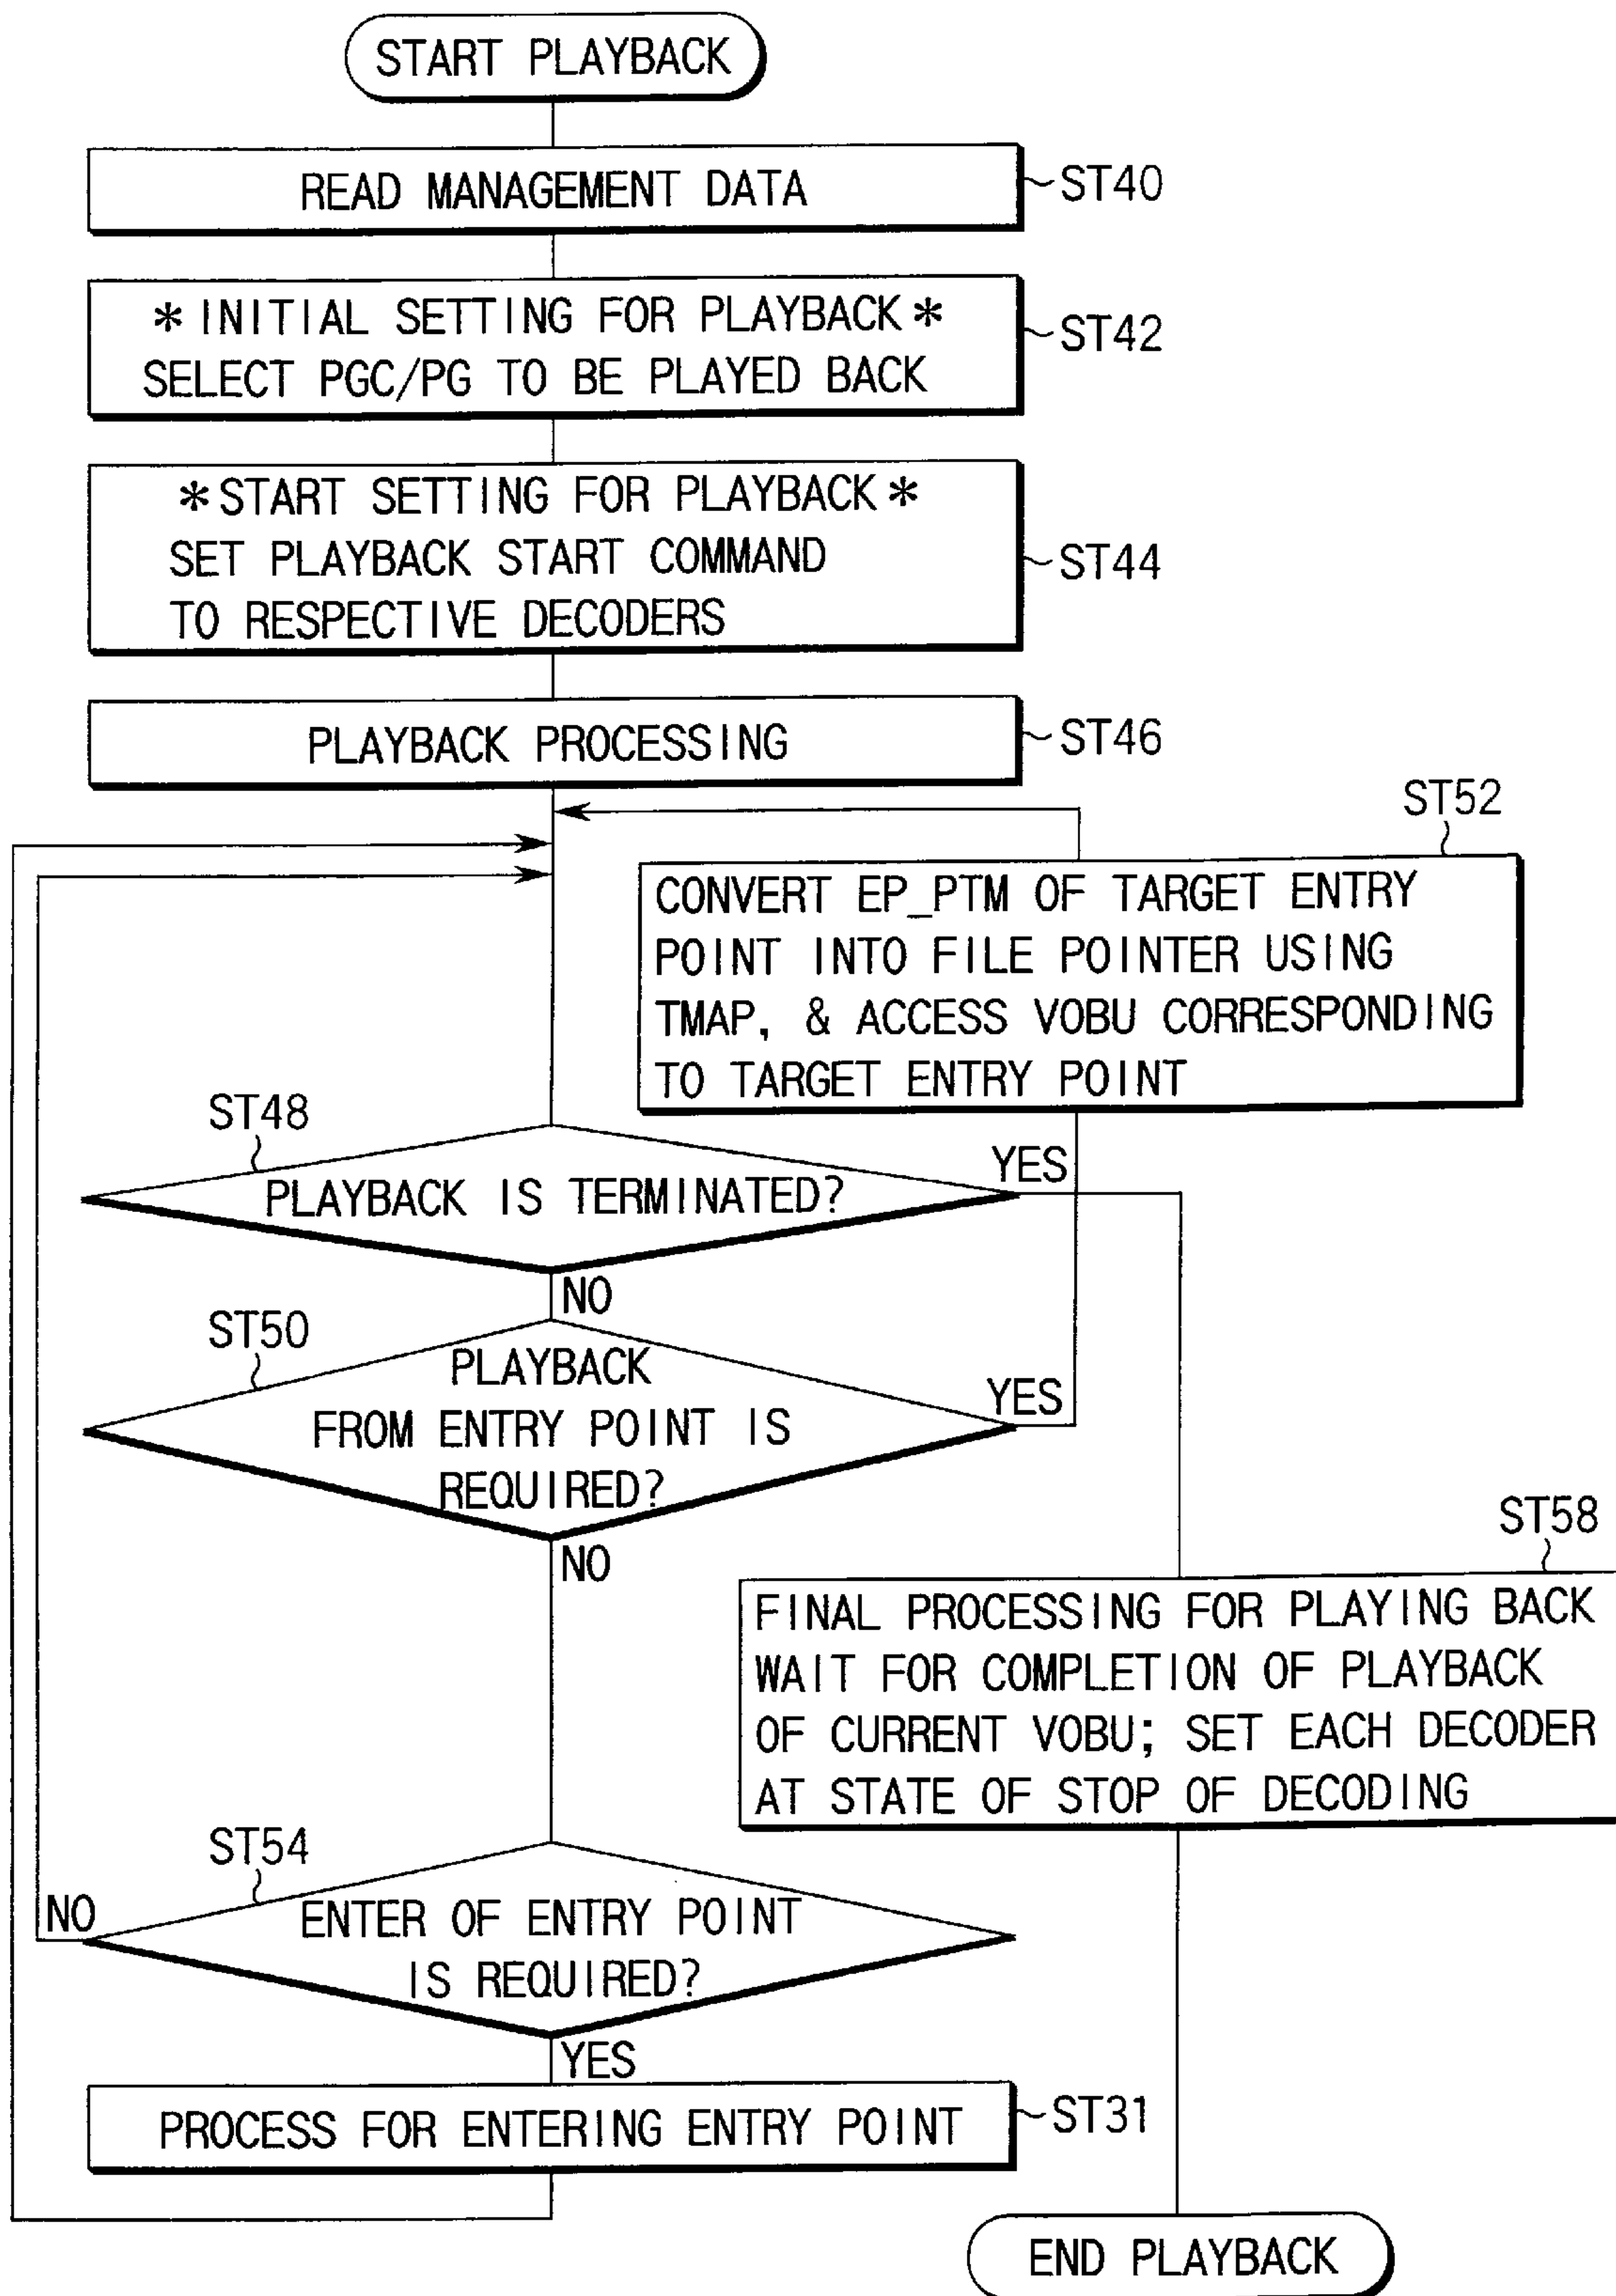 START PLAYBACK
READ MANAGEMENT DATA
ST40
* INITIAL SETTING FOR PLAYBACK *
SELECT PGC/PG TO BE PLAYED BACK
ST42
* START SETTING FOR PLAYBACK *
SET PLAYBACK START COMMAND
TO RESPECTIVE DECODERS
ST44
PLAYBACK PROCESSING
ST46
ST52
CONVERT EP_PTM OF TARGET ENTRY
POINT INTO FILE POINTER USING
TMAP, & ACCESS VOBU CORRESPONDING
TO TARGET ENTRY POINT
ST48
PLAYBACK IS TERMINATED?
YES
NO
ST50
PLAYBACK
FROM ENTRY POINT IS
REQUIRED?
YES
NO
ST58
FINAL PROCESSING FOR PLAYING BACK
WAIT FOR COMPLETION OF PLAYBACK
OF CURRENT VOBU; SET EACH DECODER
AT STATE OF STOP OF DECODING
ST54
NO
ENTER OF ENTRY POINT
IS REQUIRED?
YES
PROCESS FOR ENTERING ENTRY POINT
ST31
END PLAYBACK